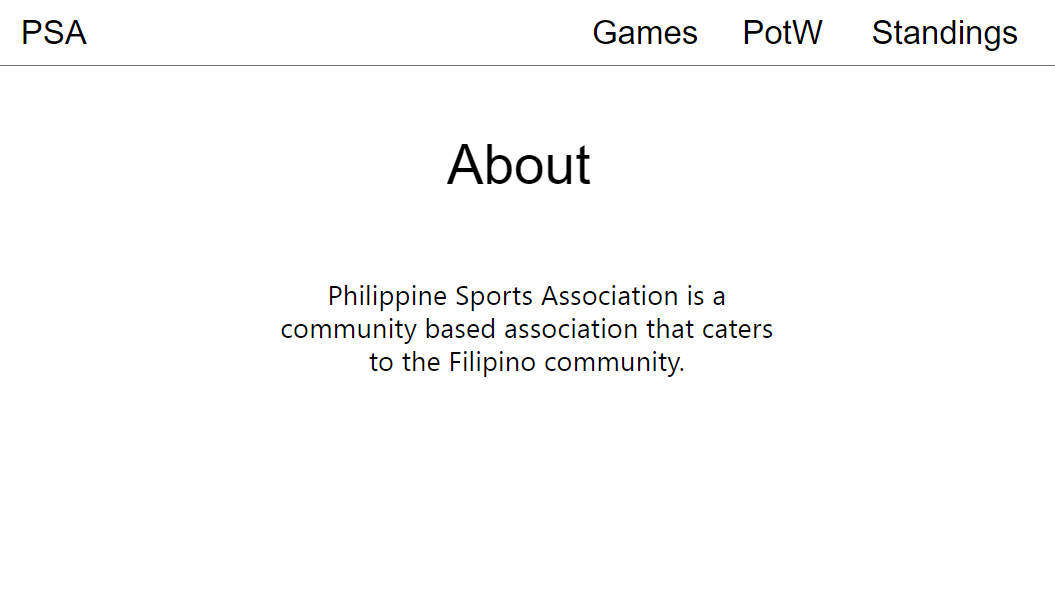 PSA Games PotW Standings
About
Philippine Sports Association is a
community based association that caters
to the Filipino community.